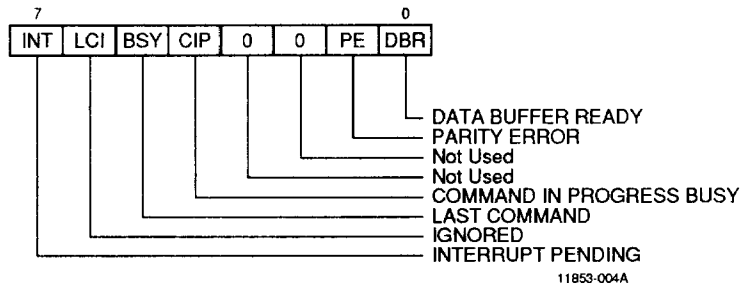 7 0
INT LCI BSY CIP 0 0 PE DBR
DATA BUFFER READY
PARITY ERROR
Not Used
Not Used
COMMAND IN PROGRESS BUSY
LAST COMMAND
IGNORED
INTERRUPT PENDING
11853-004A